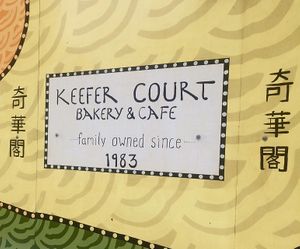 奇華閣
KEEFER COURT
BAKERY & CAFE
family owned since
1983
奇華閣